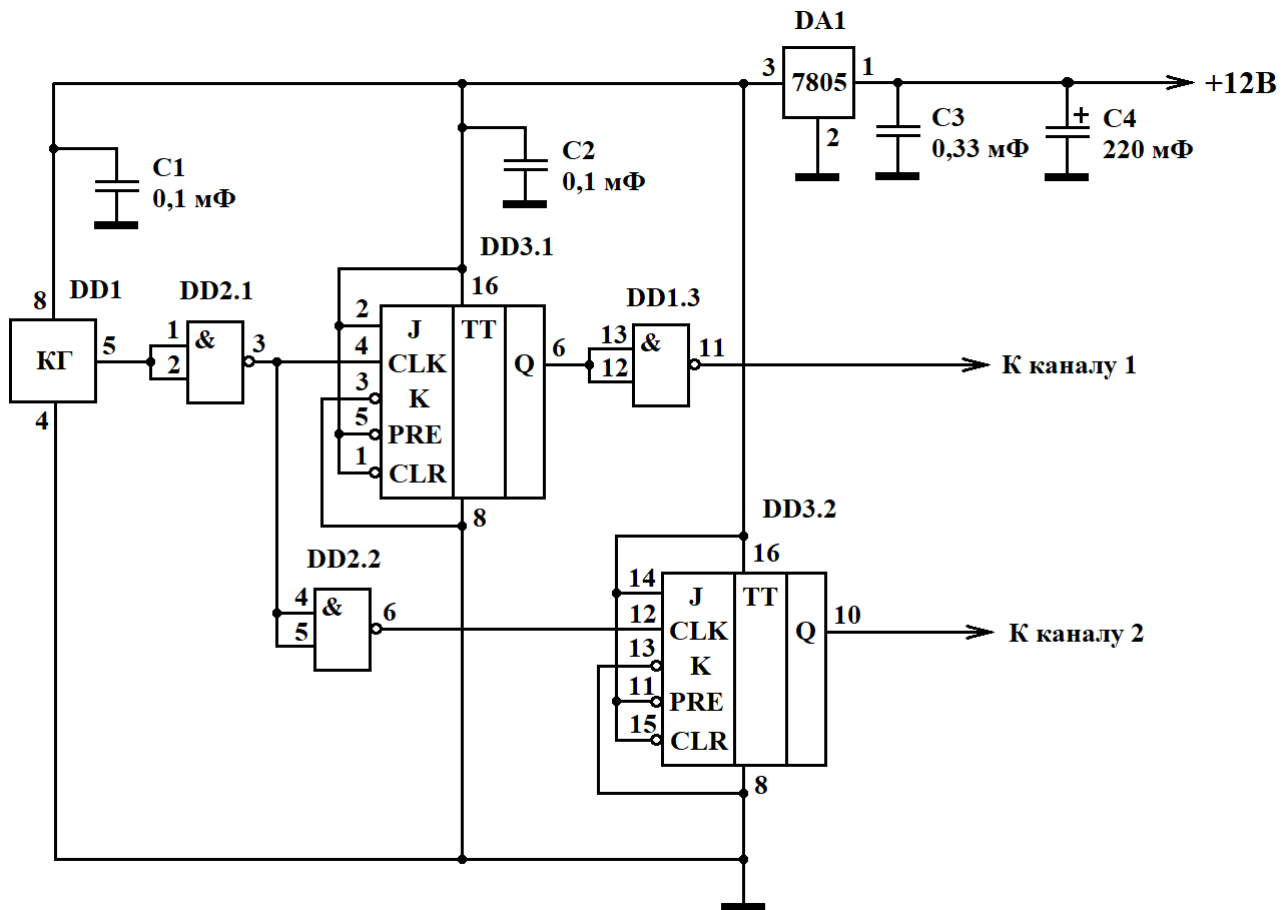 DA1
3
7805
1
+12В
2
C3
0,33 мФ
+
C4
220 мФ
C1
0,1 мФ
C2
0,1 мФ
DD3.1
8
DD1
DD2.1
16
DD1.3
КГ
5
1
2
&
3
2
4
3
5
1
J
CLK
K
PRE
CLR
TT
Q
6
13
12
&
11
К каналу 1
4
8
DD3.2
DD2.2
16
4
5
&
6
14
12
13
11
15
J
CLK
K
PRE
CLR
TT
Q
10
К каналу 2
8